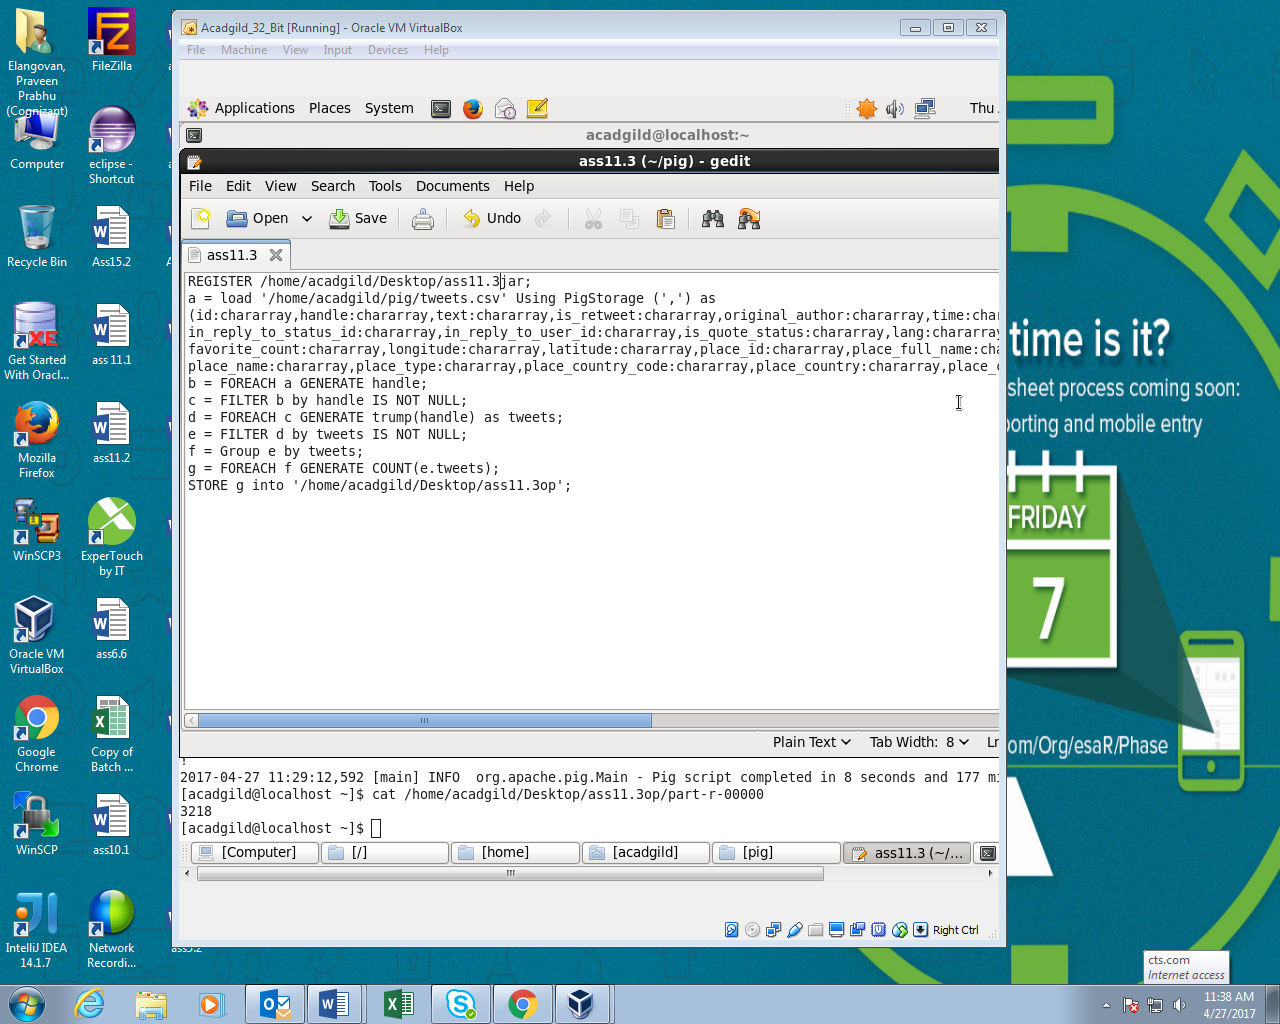 Acadgild_32_Bit [Running] - Oracle VM VirtualBox
File Machine View Input Devices Help
Applications Places System Thu
acadgild@localhost:~
ass11.3 (~/pig) - gedit
File Edit View Search Tools Documents Help
Open Save Undo
ass11.3
REGISTER /home/acadgild/Desktop/ass11.3jar;
a = load '/home/acadgild/pig/tweets.csv' Using PigStorage (',') as
(id:chararray,handle:chararray,text:chararray,is_retweet:chararray,original_author:chararray,time:char
in_reply_to_status_id:chararray,in_reply_to_user_id:chararray,is_quote_status:chararray,lang:chararray
favorite_count:chararray,longitude:chararray,latitude:chararray,place_id:chararray,place_full_name:cha
place_name:chararray,place_type:chararray,place_country_code:chararray,place_country:chararray,place_c
b = FOREACH a GENERATE handle;
c = FILTER b by handle IS NOT NULL;
d = FOREACH c GENERATE trump(handle) as tweets;
e = FILTER d by tweets IS NOT NULL;
f = Group e by tweets;
g = FOREACH f GENERATE COUNT(e.tweets);
STORE g into '/home/acadgild/Desktop/ass11.3op';
Plain Text Tab Width: 8 Ln
!
2017-04-27 11:29:12,592 [main] INFO org.apache.pig.Main - Pig script completed in 8 seconds and 177 mi
[acadgild@localhost ~]$ cat /home/acadgild/Desktop/ass11.3op/part-r-00000
3218
[acadgild@localhost ~]$
[Computer] [/] [home] [acadgild] [pig] ass11.3 (~/...
Right Ctrl
Elangovan,
Praveen
Prabhu
(Cognizant)
FileZilla
Computer
eclipse -
Shortcut
Recycle Bin
Ass15.2
Get Started
With Oracl...
ass 11.1
Mozilla
Firefox
ass11.2
WinSCP3
ExperTouch
by IT
Oracle VM
VirtualBox
ass6.6
Google
Chrome
Copy of
Batch ...
WinSCP
ass10.1
IntelliJ IDEA
14.1.7
Network
Recordi...
time is it?
sheet process coming soon:
orting and mobile entry
FRIDAY
7
om/Org/esaR/Phase
cts.com
Internet access
11:38 AM
4/27/2017